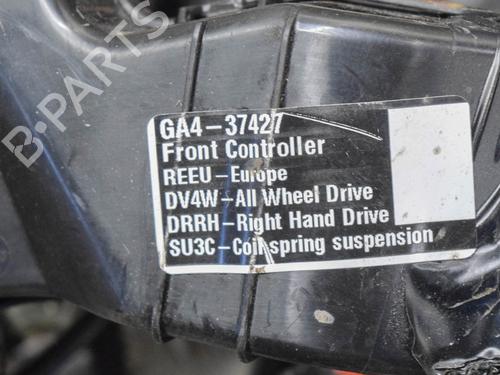 GA4-37427
Front Controller
REEU-Europe
DV4W-All Wheel Drive
DRRH-Right Hand Drive
SU3C-Coil spring suspension
B-PARTS